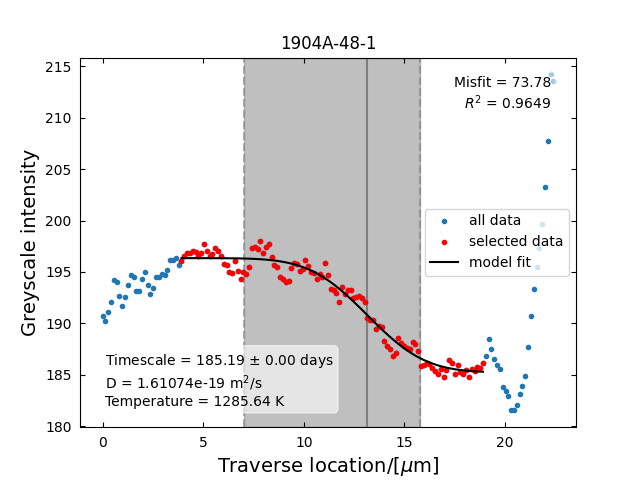 1904A-48-1
Misfit = 73.78
R² = 0.9649
Greyscale intensity
215
210
205
200
195
190
185
180
all data
selected data
model fit
Timescale = 185.19 ± 0.00 days
D = 1.61074e-19 m²/s
Temperature = 1285.64 K
0 5 10 15 20
Traverse location/[μm]